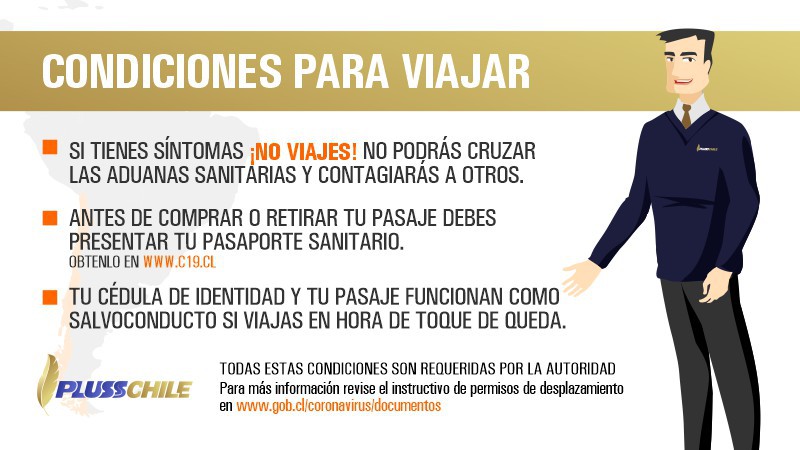 CONDICIONES PARA VIAJAR
SI TIENES SÍNTOMAS ¡NO VIAJES! NO PODRÁS CRUZAR
LAS ADUANAS SANITARIAS Y CONTAGIARÁS A OTROS.
ANTES DE COMPRAR O RETIRAR TU PASAJE DEBES
PRESENTAR TU PASAPORTE SANITARIO.
OBTENLO EN WWW.C19.CL
TU CÉDULA DE IDENTIDAD Y TU PASAJE FUNCIONAN COMO
SALVOCONDUCTO SI VIAJAS EN HORA DE TOQUE DE QUEDA.
PLUSSCHILE
TODAS ESTAS CONDICIONES SON REQUERIDAS POR LA AUTORIDAD
Para más información revise el instructivo de permisos de desplazamiento
en www.gob.cl/coronavirus/documentos
PLUSSCHILE